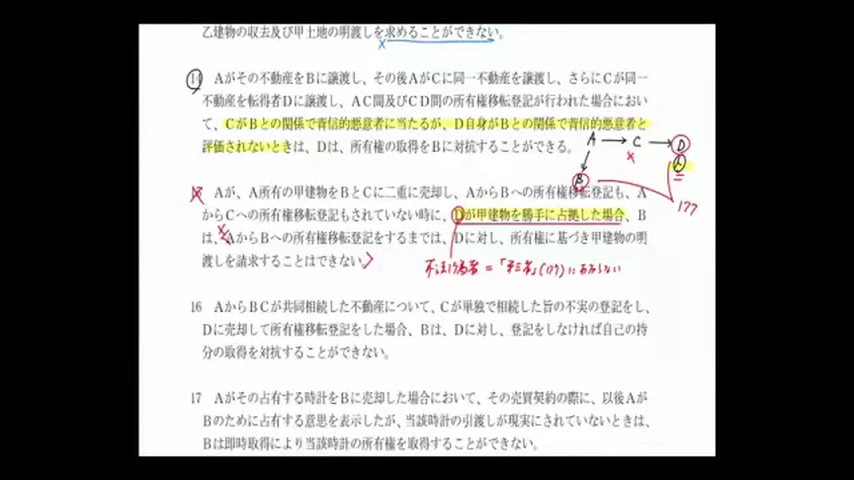 乙建物の収去及び甲土地の明渡しを求めることができない。
14 Aがその不動産をBに譲渡し、その後AがCに同一不動産を譲渡し、さらにCが同一
不動産を転得者Dに譲渡し、AC間及びCD間の所有権移転登記が行われた場合におい
て、CがBとの関係で背信的悪意者に当たるが、D自身がBとの関係で背信的悪意者と
評価されないときは、Dは、所有権の取得をBに対抗することができる。
A → C → D
B
177
15 Aが、A所有の甲建物をBとCに二重に売却し、AからBへの所有権移転登記も、A
からCへの所有権移転登記もされていない時に、Dが甲建物を勝手に占拠した場合、B
は、AからBへの所有権移転登記をするまでは、Dに対し、所有権に基づき甲建物の明
渡しを請求することはできない。
不法行為者=「第三者」(177)にあたらない
16 AからBCが共同相続した不動産について、Cが単独で相続した旨の不実の登記をし、
Dに売却して所有権移転登記をした場合、Bは、Dに対し、登記をしなければ自己の持
分の取得を対抗することができない。
17 Aがその占有する時計をBに売却した場合において、その売買契約の際に、以後Aが
Bのために占有する意思を表示したが、当該時計の引渡しが現実にされていないときは、
Bは即時取得により当該時計の所有権を取得することができない。